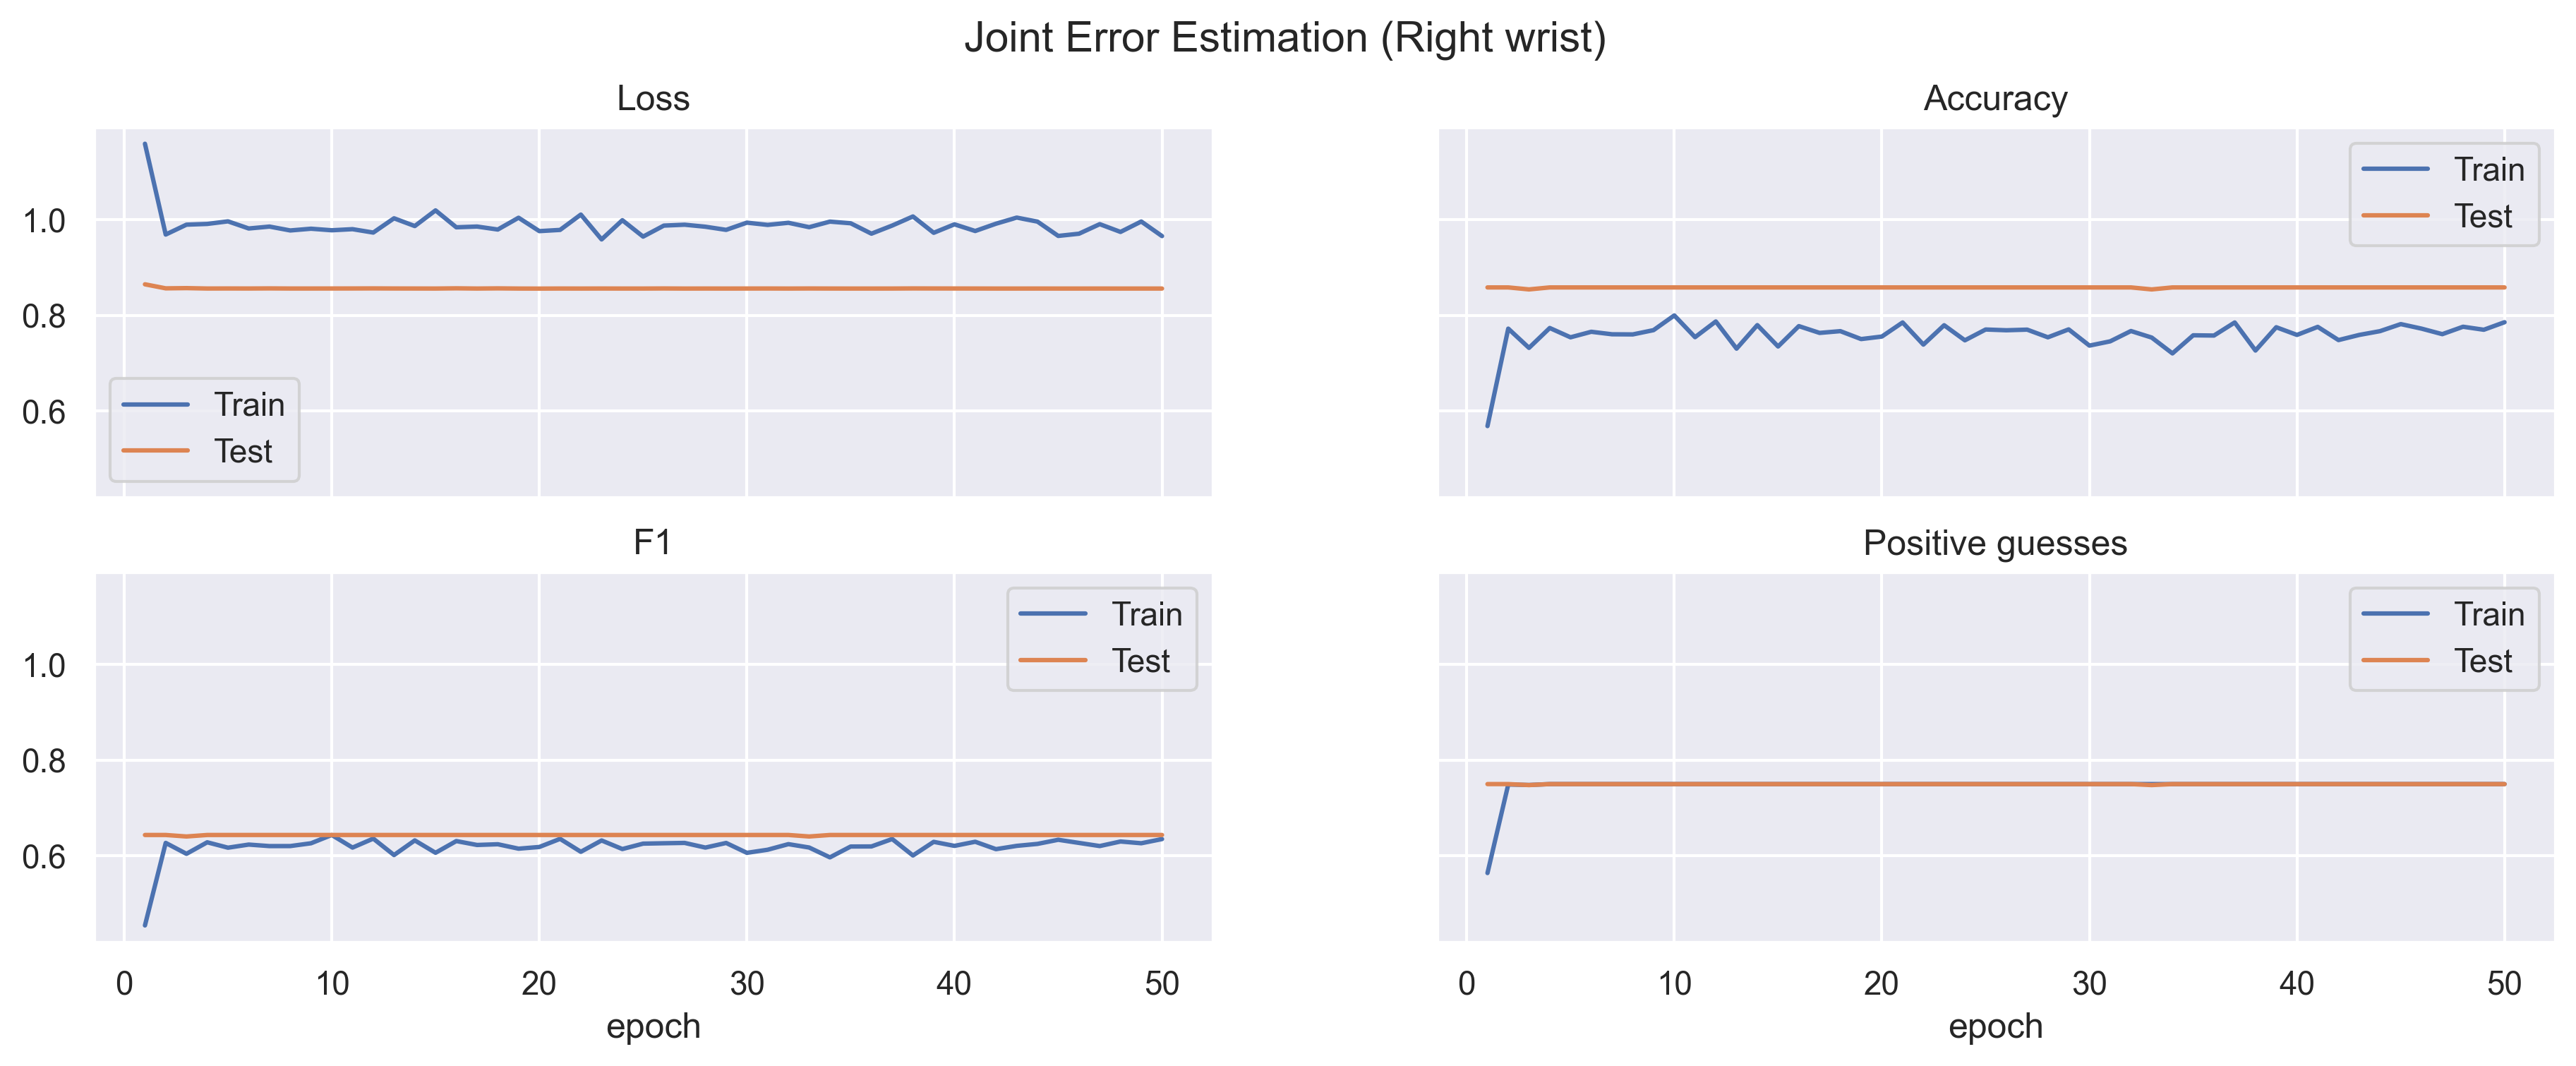 Joint Error Estimation (Right wrist)
Loss
1.0
0.8
0.6
Train
Test
Accuracy
Train
Test
F1
1.0
0.8
0.6
Train
Test
0 10 20 30 40 50
epoch
Positive guesses
Train
Test
0 10 20 30 40 50
epoch